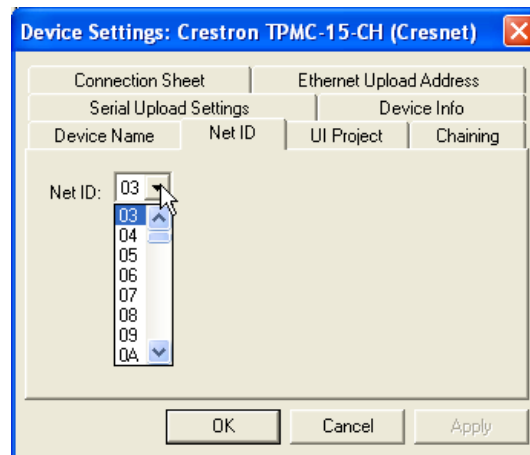 Device Settings: Crestron TPMC-15-CH (Cresnet)
Connection Sheet Ethernet Upload Address
Serial Upload Settings Device Info
Device Name Net ID UI Project Chaining
Net ID: 03
03
04
05
06
07
08
09
0A
OK Cancel Apply